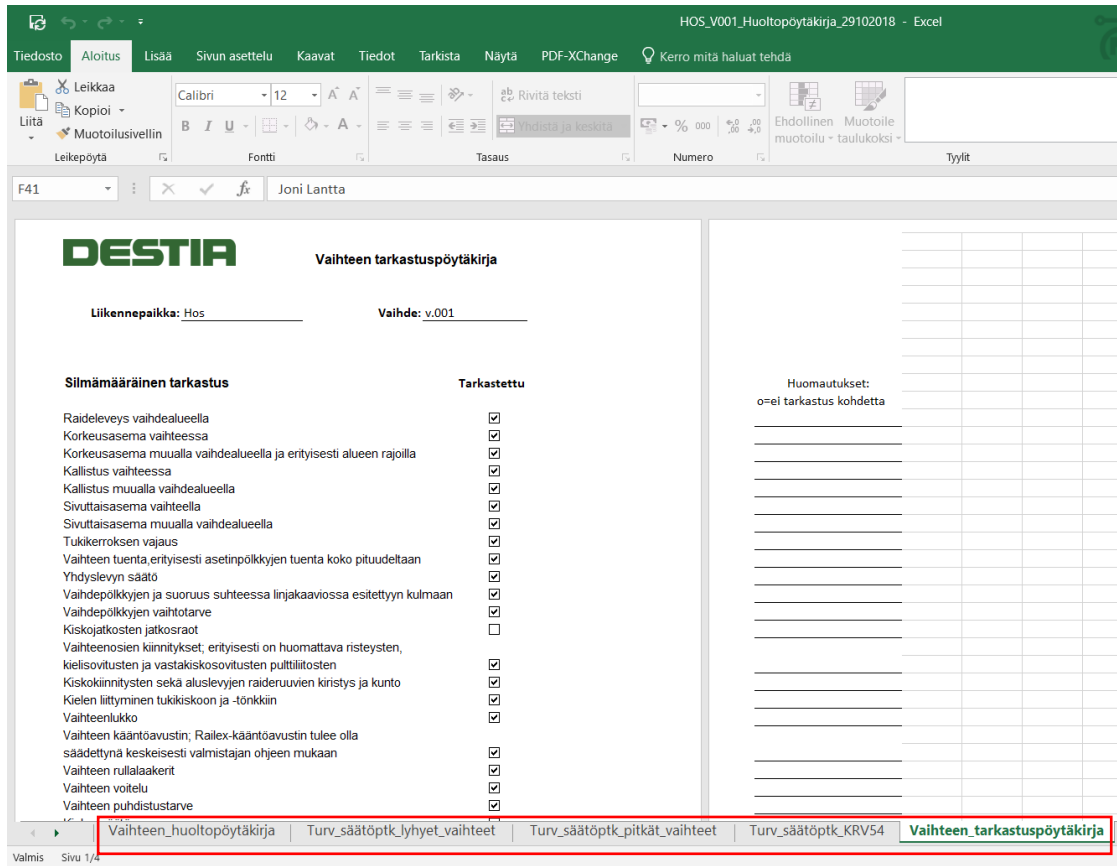 HOS_V001_Huoltopöytäkirja_29102018 - Excel
Tiedosto Aloitus Lisää Sivun asettelu Kaavat Tiedot Tarkista Näytä PDF-XChange Kerro mitä haluat tehdä
Leikkaa
Kopioi
Muotoilusivellin
Liitä
Leikepöytä
Calibri 12 A A
B I U A
Fontti
Rivitä teksti
Yhdistä ja keskitä
Tasaus
% 000 ,0 ,00 ,00 ,0
Numero
Ehdollinen muotoilu
Muotoile taulukoksi
Tyylit
F41 fx Joni Lantta
DESTIA
Vaihteen tarkastuspöytäkirja
Liikennepaikka: Hos Vaihde: v.001
Silmämääräinen tarkastus Tarkastettu Huomautukset:
o=ei tarkastus kohdetta
Raideleveys vaihdealueella
Korkeusasema vaihteessa
Korkeusasema muualla vaihdealueella ja erityisesti alueen rajoilla
Kallistus vaihteessa
Kallistus muualla vaihdealueella
Sivuttaisasema vaihteella
Sivuttaisasema muualla vaihdealueella
Tukikerroksen vajaus
Vaihteen tuenta,erityisesti asetinpölkkyjen tuenta koko pituudeltaan
Yhdyslevyn säätö
Vaihdepölkkyjen ja suoruus suhteessa linjakaaviossa esitettyyn kulmaan
Vaihdepölkkyjen vaihtotarve
Kiskojatkosten jatkosraot
Vaihteenosien kiinnitykset; erityisesti on huomattava risteysten,
kielisovitusten ja vastakiskosovitusten pulttiliitosten
Kiskokiinnitysten sekä aluslevyjen raideruuvien kiristys ja kunto
Kielen liittyminen tukikiskoon ja -tönkkiin
Vaihteenlukko
Vaihteen kääntöavustin; Railex-kääntöavustin tulee olla
säädettynä keskeisesti valmistajan ohjeen mukaan
Vaihteen rullalaakerit
Vaihteen voitelu
Vaihteen puhdistustarve
Vaihteen_huoltopöytäkirja Turv_säätöptk_lyhyet_vaihteet Turv_säätöptk_pitkät_vaihteet Turv_säätöptk_KRV54 Vaihteen_tarkastuspöytäkirja
Valmis Sivu 1/4